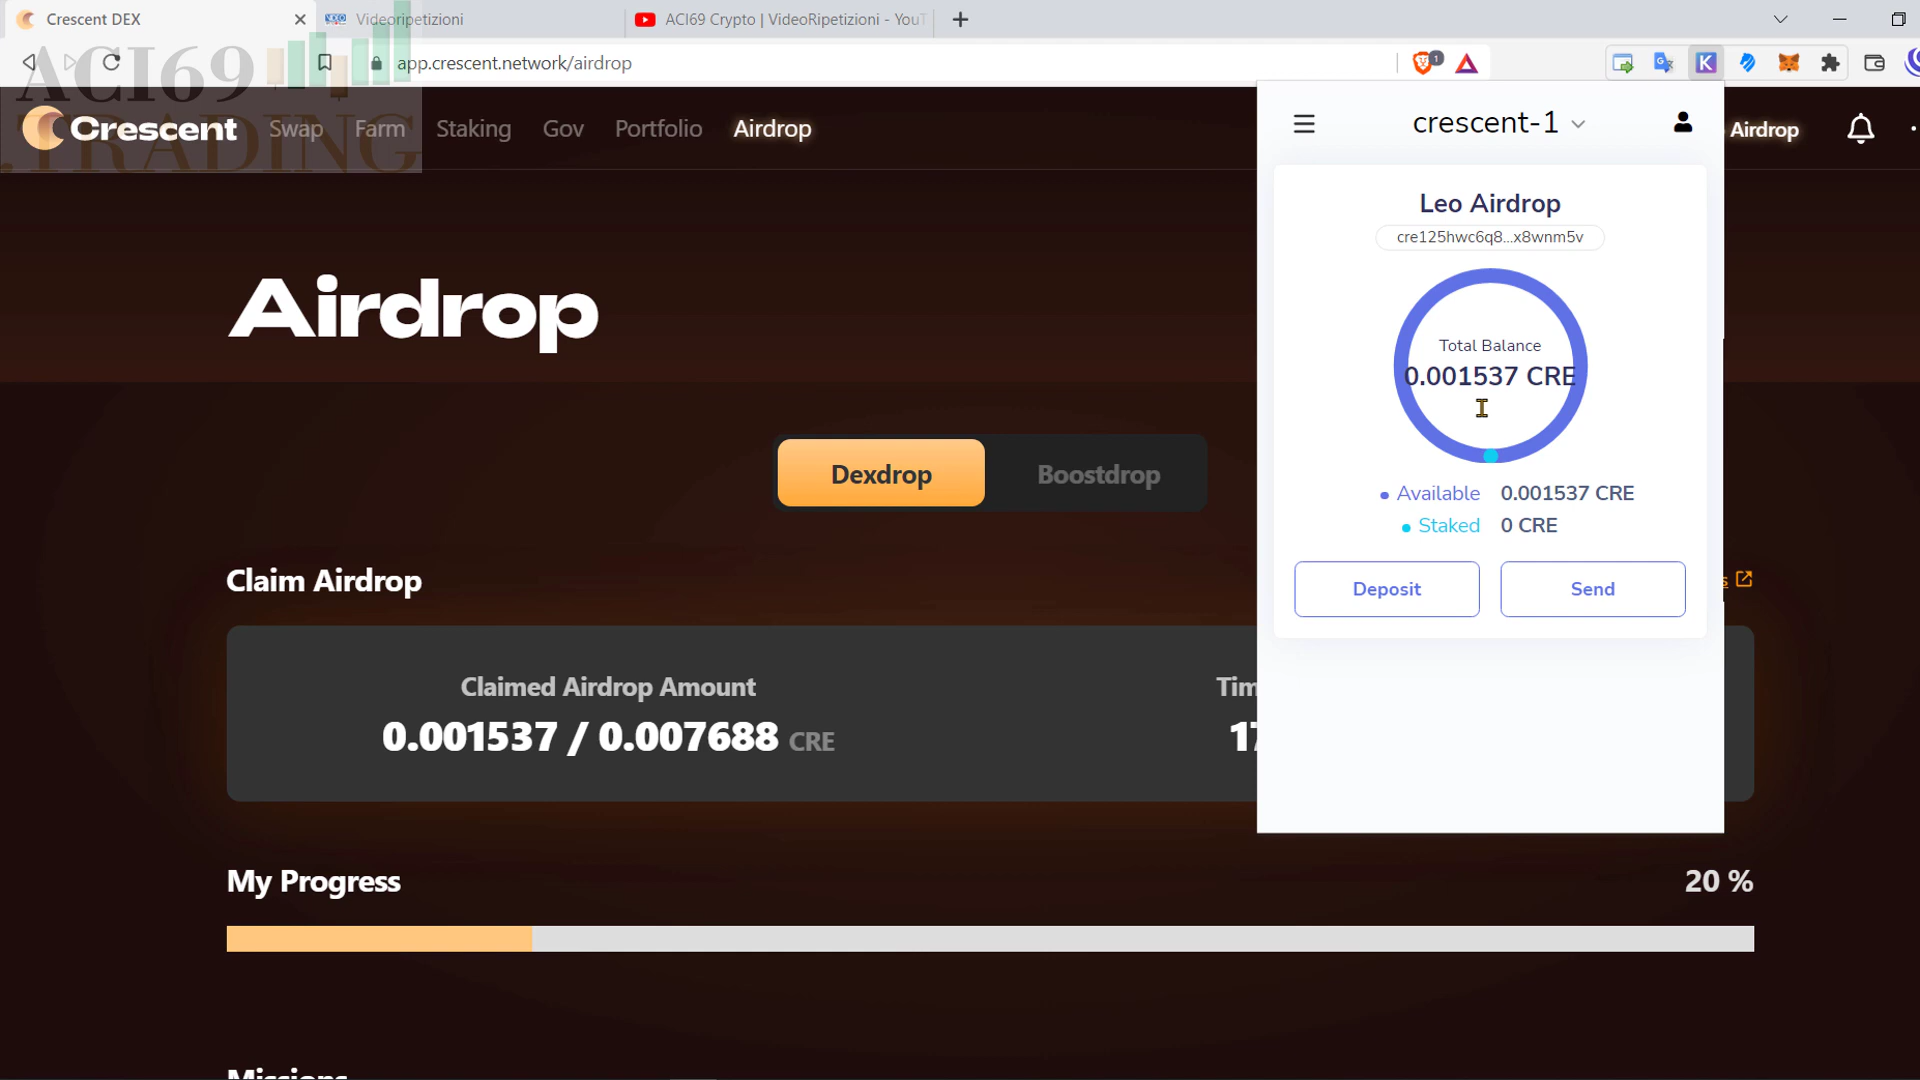 Crescent DEX
Videoripetizioni
ACI69 Crypto | VideoRipetizioni - YouT
app.crescent.network/airdrop
1
K
ACI69
.TRADING
Crescent
Swap
Farm
Staking
Gov
Portfolio
Airdrop
Airdrop
crescent-1
Leo Airdrop
cre125hwc6q8...x8wnm5v
Total Balance
0.001537 CRE
Available 0.001537 CRE
Staked 0 CRE
Deposit
Send
Airdrop
Dexdrop
Boostdrop
Claim Airdrop
Claimed Airdrop Amount
0.001537 / 0.007688 CRE
Tim
17
My Progress
20 %
Missions